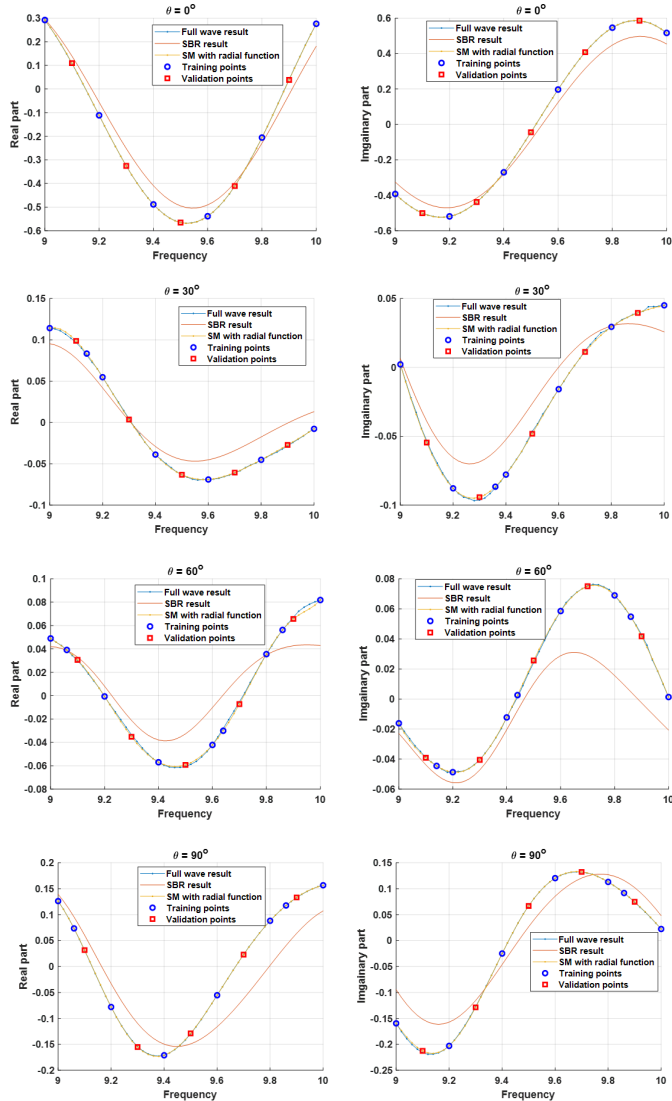 θ = 0°
Real part
0.3
0.2
0.1
0
-0.1
-0.2
-0.3
-0.4
-0.5
-0.6
Full wave result
SBR result
SM with radial function
Training points
Validation points
9
9.2
9.4
9.6
9.8
10
Frequency
θ = 0°
Imgainary part
0.6
0.4
0.2
0
-0.2
-0.4
-0.6
Full wave result
SBR result
SM with radial function
Training points
Validation points
9
9.2
9.4
9.6
9.8
10
Frequency
θ = 30°
Real part
0.15
0.1
0.05
0
-0.05
-0.1
Full wave result
SBR result
SM with radial function
Training points
Validation points
9
9.2
9.4
9.6
9.8
10
Frequency
θ = 30°
Imgainary part
0.05
0
-0.05
-0.1
Full wave result
SBR result
SM with radial function
Training points
Validation points
9
9.2
9.4
9.6
9.8
10
Frequency
θ = 60°
Real part
0.1
0.08
0.06
0.04
0.02
0
-0.02
-0.04
-0.06
-0.08
Full wave result
SBR result
SM with radial function
Training points
Validation points
9
9.2
9.4
9.6
9.8
10
Frequency
θ = 60°
Imgainary part
0.08
0.06
0.04
0.02
0
-0.02
-0.04
-0.06
Full wave result
SBR result
SM with radial function
Training points
Validation points
9
9.2
9.4
9.6
9.8
10
Frequency
θ = 90°
Real part
0.2
0.15
0.1
0.05
0
-0.05
-0.1
-0.15
-0.2
Full wave result
SBR result
SM with radial function
Training points
Validation points
9
9.2
9.4
9.6
9.8
10
Frequency
θ = 90°
Imgainary part
0.15
0.1
0.05
0
-0.05
-0.1
-0.15
-0.2
-0.25
Full wave result
SBR result
SM with radial function
Training points
Validation points
9
9.2
9.4
9.6
9.8
10
Frequency